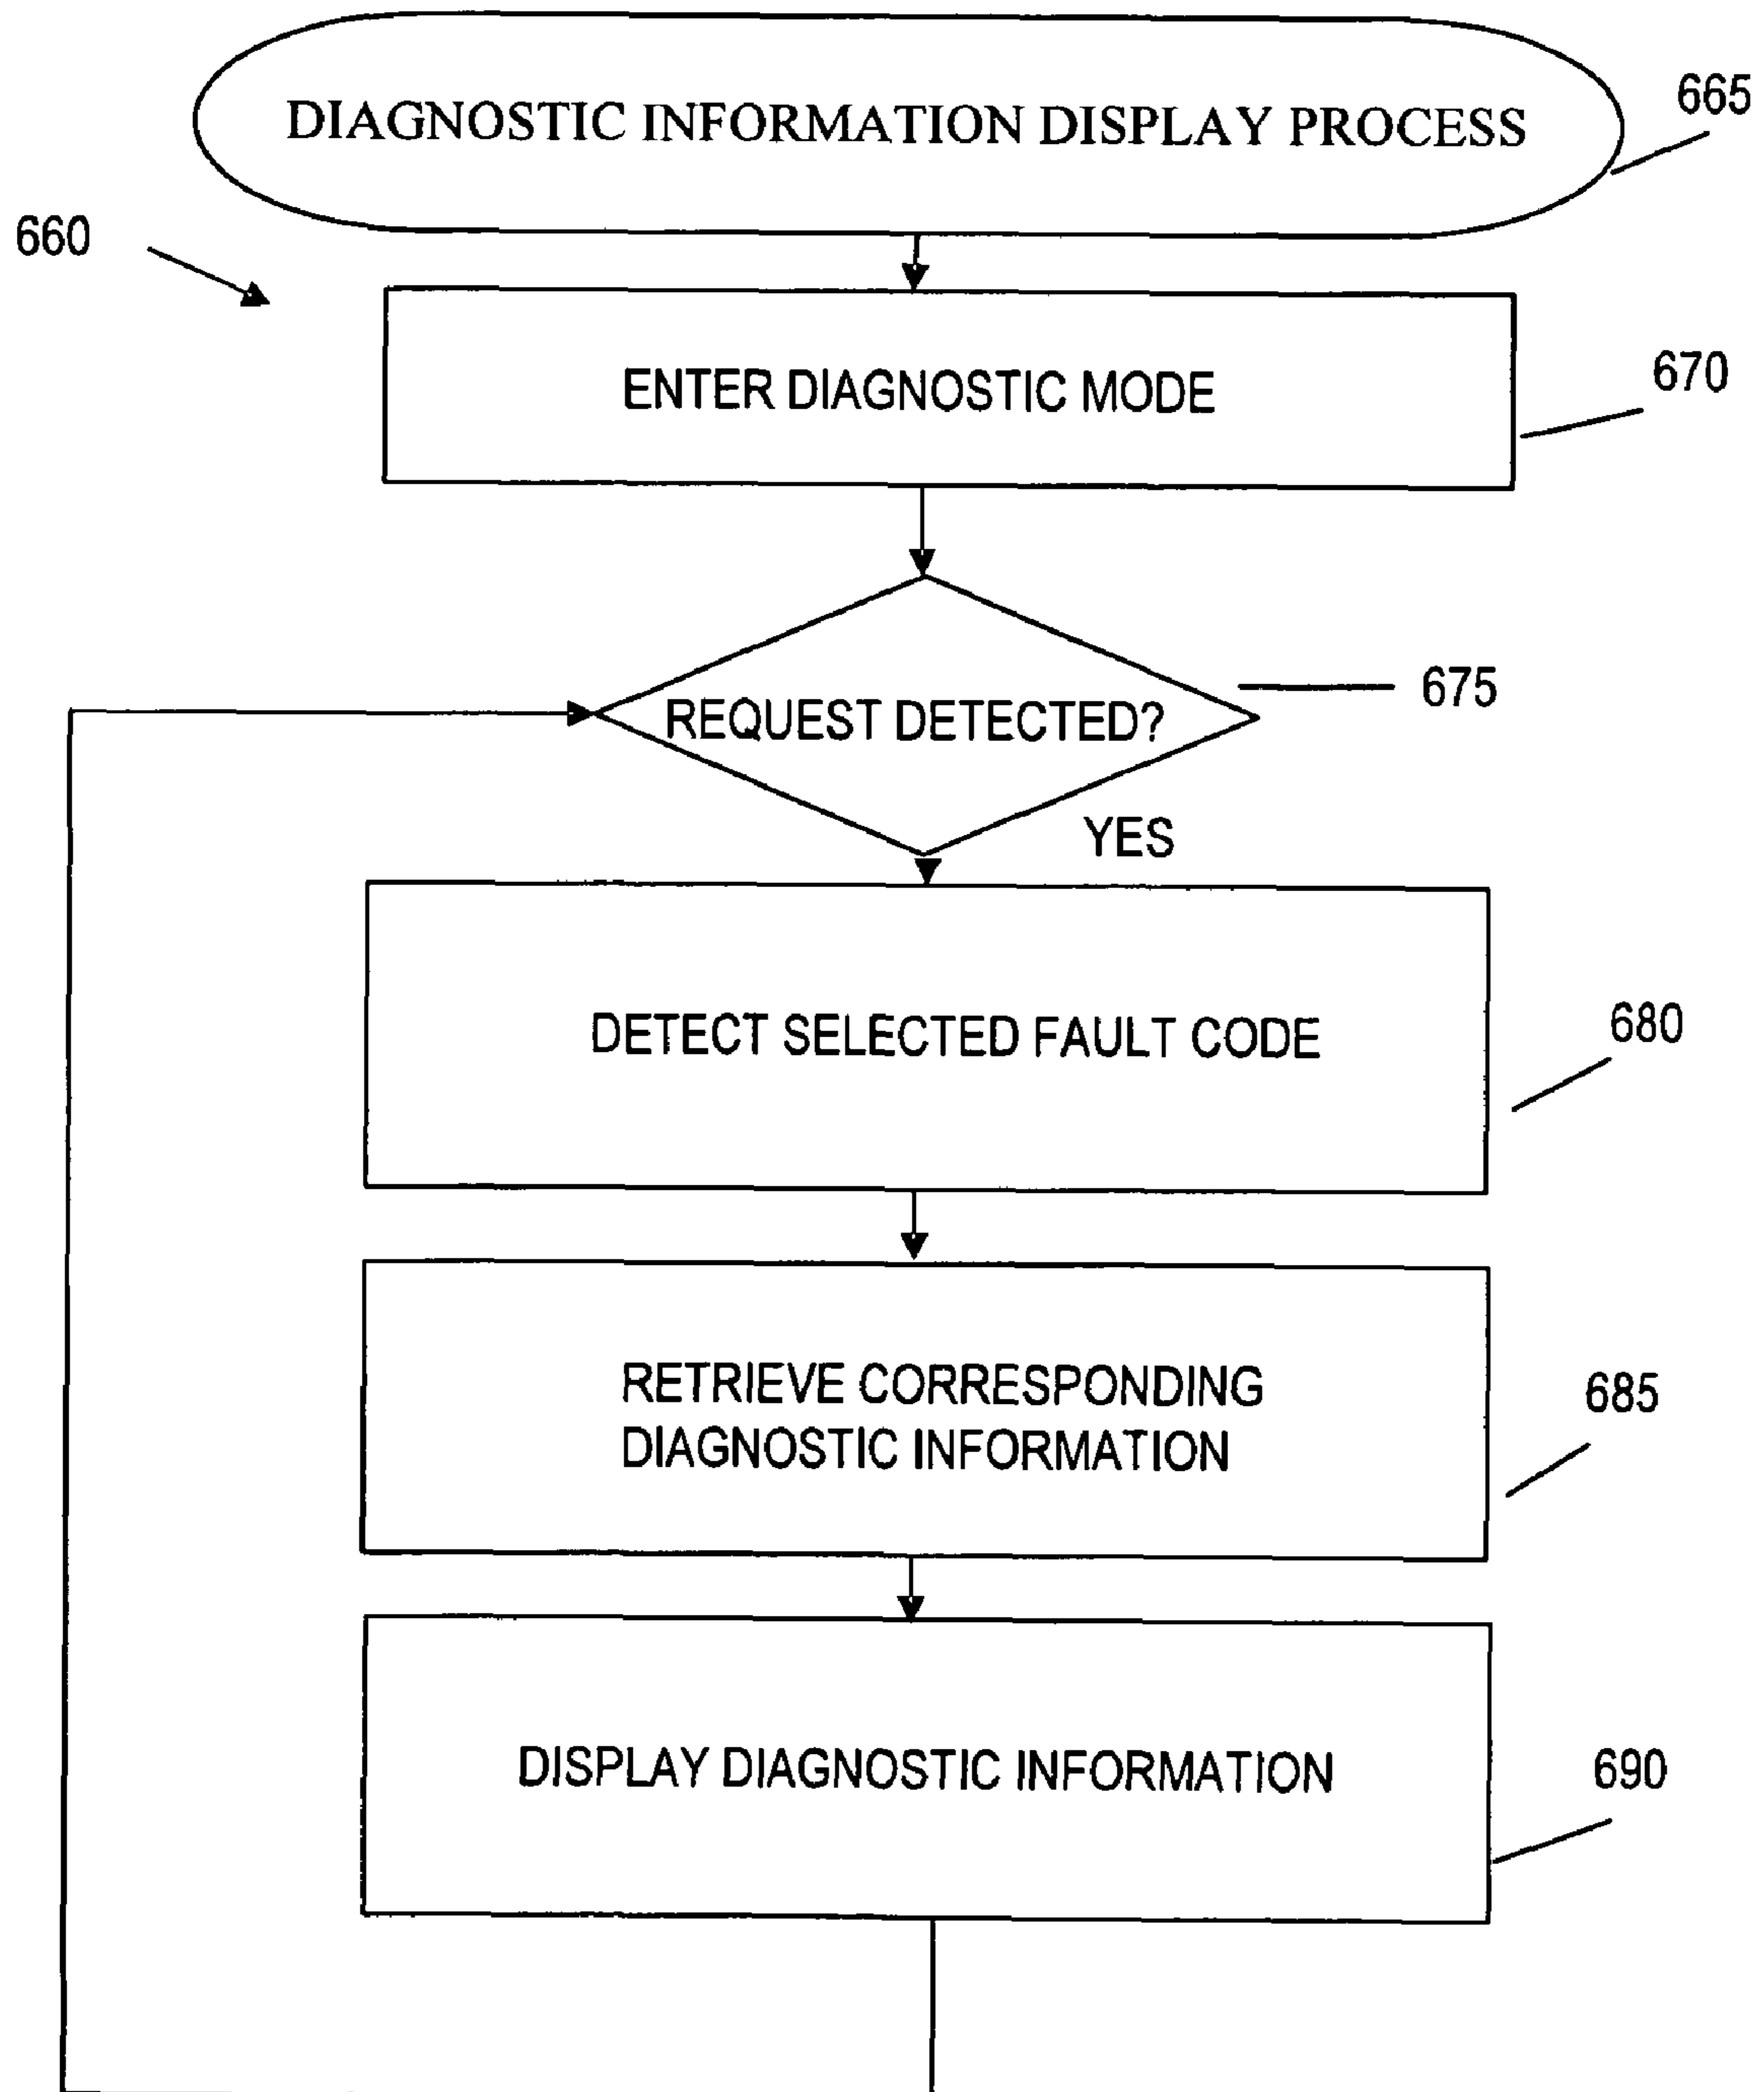 DIAGNOSTIC INFORMATION DISPLAY PROCESS
665
660
ENTER DIAGNOSTIC MODE
670
REQUEST DETECTED?
675
YES
DETECT SELECTED FAULT CODE
680
RETRIEVE CORRESPONDING
DIAGNOSTIC INFORMATION
685
DISPLAY DIAGNOSTIC INFORMATION
690